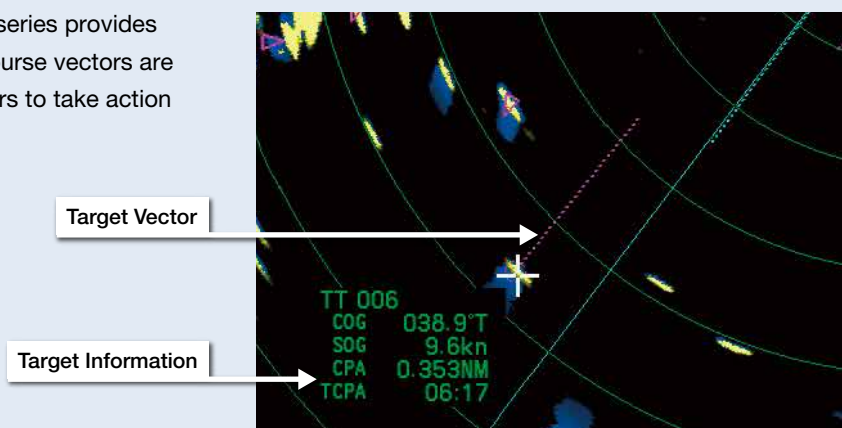 series provides
ourse vectors are
rs to take action
Target Vector
Target Information
TT 006
COG 038.9°T
SOG 9.6kn
CPA 0.353NM
TCPA 06:17